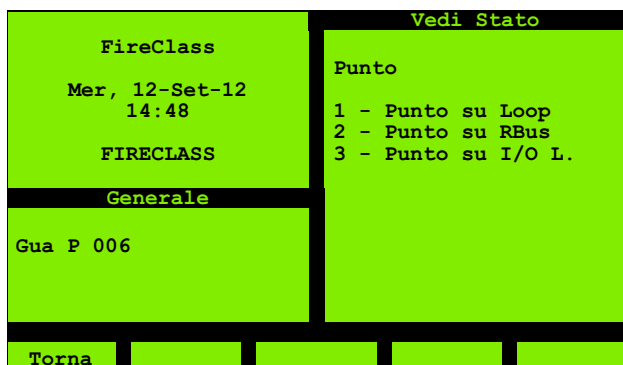 FireClass
Mer, 12-Set-12
14:48
FIRECLASS
Generale
Gua P 006
Vedi Stato
Punto
1 - Punto su Loop
2 - Punto su RBus
3 - Punto su I/O L.
Torna